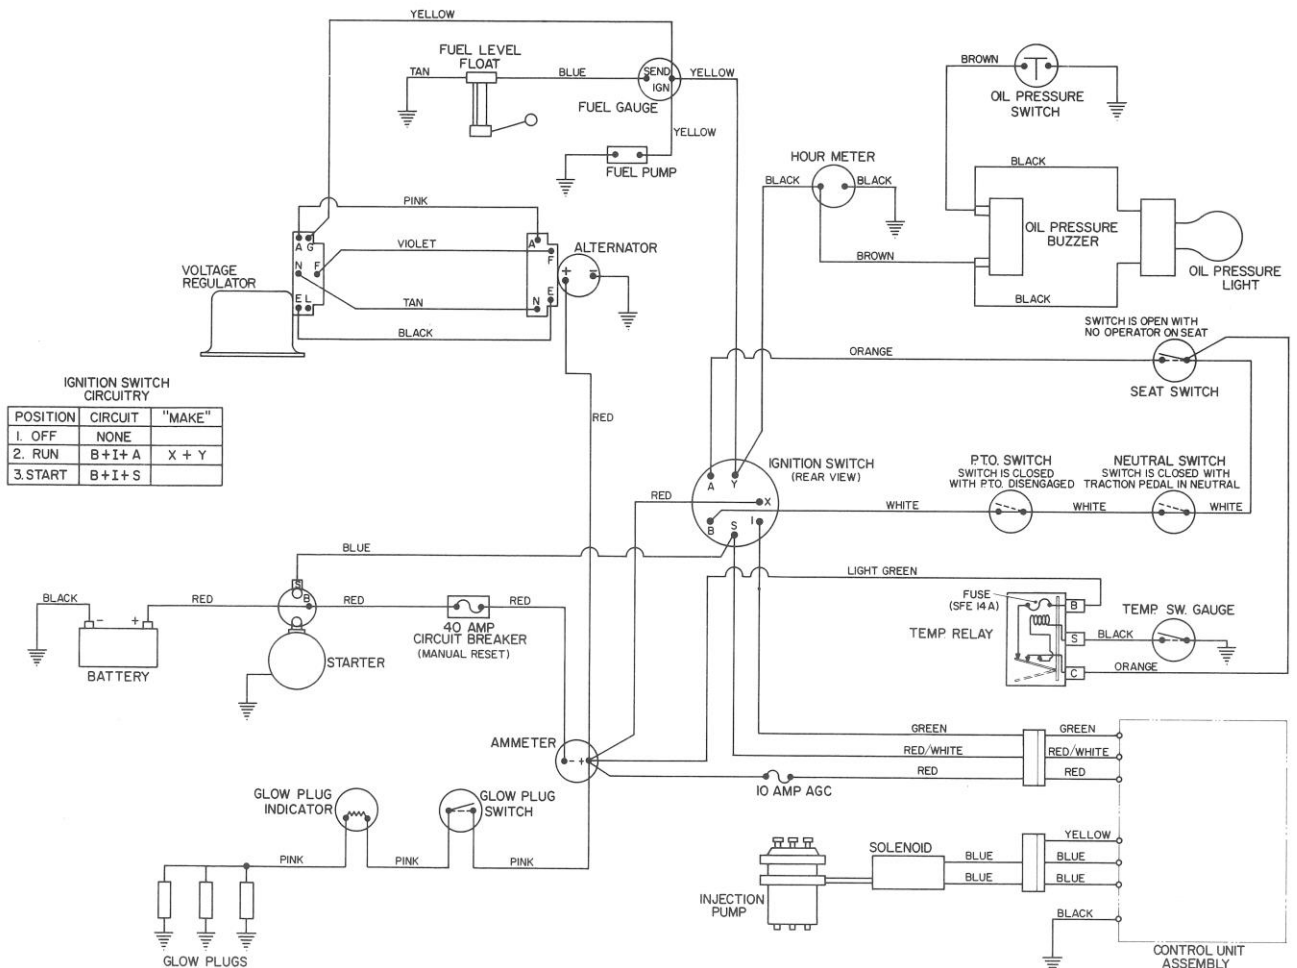 YELLOW
FUEL LEVEL
FLOAT
TAN
BLUE
SEND
IGN
YELLOW
FUEL GAUGE
YELLOW
FUEL PUMP
BROWN
OIL PRESSURE
SWITCH
HOUR METER
BLACK
BLACK
BROWN
BLACK
OIL PRESSURE
BUZZER
BLACK
OIL PRESSURE
LIGHT
PINK
A G
N F
E L
VIOLET
TAN
BLACK
VOLTAGE
REGULATOR
A
F
N
E
+ -
ALTERNATOR
SWITCH IS OPEN WITH
NO OPERATOR ON SEAT
ORANGE
SEAT SWITCH
IGNITION SWITCH
CIRCUITRY
POSITION CIRCUIT "MAKE"
1. OFF NONE
2. RUN B+I+A X + Y
3.START B+I+S
RED
IGNITION SWITCH
(REAR VIEW)
A Y
X
B S I
RED
P.T.O. SWITCH
SWITCH IS CLOSED
WITH P.T.O. DISENGAGED
NEUTRAL SWITCH
SWITCH IS CLOSED WITH
TRACTION PEDAL IN NEUTRAL
WHITE
WHITE
WHITE
BLUE
LIGHT GREEN
BLACK
- +
BATTERY
RED
S
B
STARTER
RED
40 AMP
CIRCUIT BREAKER
(MANUAL RESET)
RED
FUSE
(SFE 14 A)
TEMP. RELAY
B
S
C
TEMP. SW. GAUGE
BLACK
ORANGE
AMMETER
- +
GREEN
GREEN
RED/WHITE
RED/WHITE
RED
RED
10 AMP AGC
GLOW PLUG
INDICATOR
GLOW PLUG
SWITCH
PINK
PINK
PINK
GLOW PLUGS
INJECTION
PUMP
SOLENOID
BLUE
BLUE
YELLOW
BLUE
BLUE
BLACK
CONTROL UNIT
ASSEMBLY